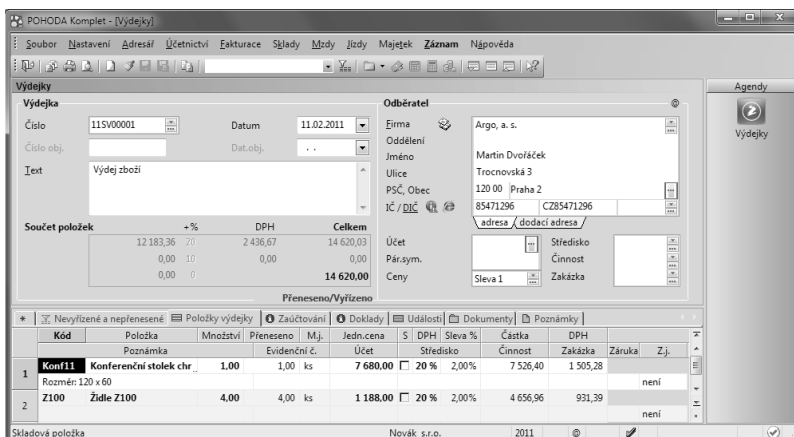 POHODA Komplet - [Výdejky]
Soubor Nastavení Adresář Účetnictví Fakturace Sklady Mzdy Jízdy Majetek Záznam Nápověda
Výdejky
Agendy
Výdejka
Odběratel
Číslo 11SV00001 Datum 11.02.2011
Firma Argo, a. s.
Výdejky
Číslo obj. Dat.obj. . .
Oddělení
Jméno Martin Dvořáček
Text Výdej zboží
Ulice Trocnovská 3
PSČ, Obec 120 00 Praha 2
IČ / DIČ 85471296 CZ85471296
adresa dodací adresa
Součet položek +% DPH Celkem
12 183,36 20 2 436,67 14 620,03
Účet Středisko
0,00 10 0,00 0,00
Pár.sym. Činnost
0,00 0 14 620,00
Ceny Sleva 1 Zakázka
Přeneseno/Vyřízeno
* Nevyřízené a nepřenesené Položky výdejky Zaúčtování Doklady Události Dokumenty Poznámky
Kód Položka Množství Přeneseno M.j. Jedn.cena S DPH Sleva % Částka DPH
Poznámka Evidenční č. Účet Středisko Činnost Zakázka Záruka Z.j.
1 Konf11 Konferenční stolek chr 1,00 1,00 ks 7 680,00 20 % 2,00% 7 526,40 1 505,28
Rozměr: 120 x 60 není
2 Z100 Židle Z100 4,00 4,00 ks 1 188,00 20 % 2,00% 4 656,96 931,39
není
Skladová položka Novák s.r.o. 2011 @